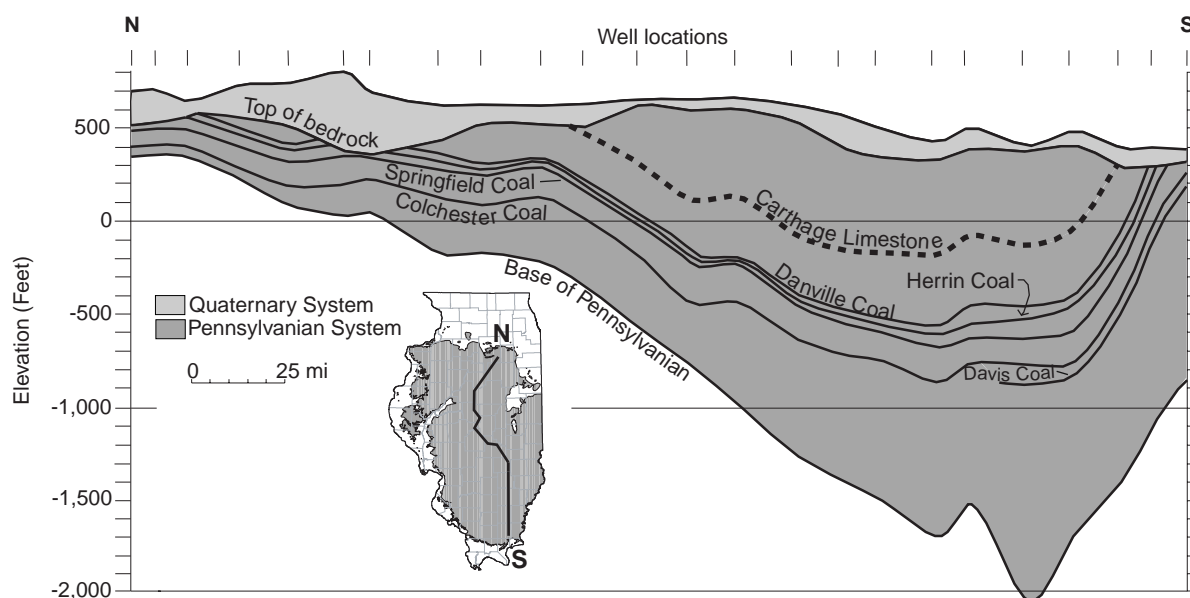 N
S
Well locations
500
0
-500
-1,000
-1,500
-2,000
Elevation (Feet)
Top of bedrock
Springfield Coal
Colchester Coal
Carthage Limestone
Herrin Coal
Danville Coal
Base of Pennsylvanian
Davis Coal
Quaternary System
Pennsylvanian System
0 25 mi
N
S